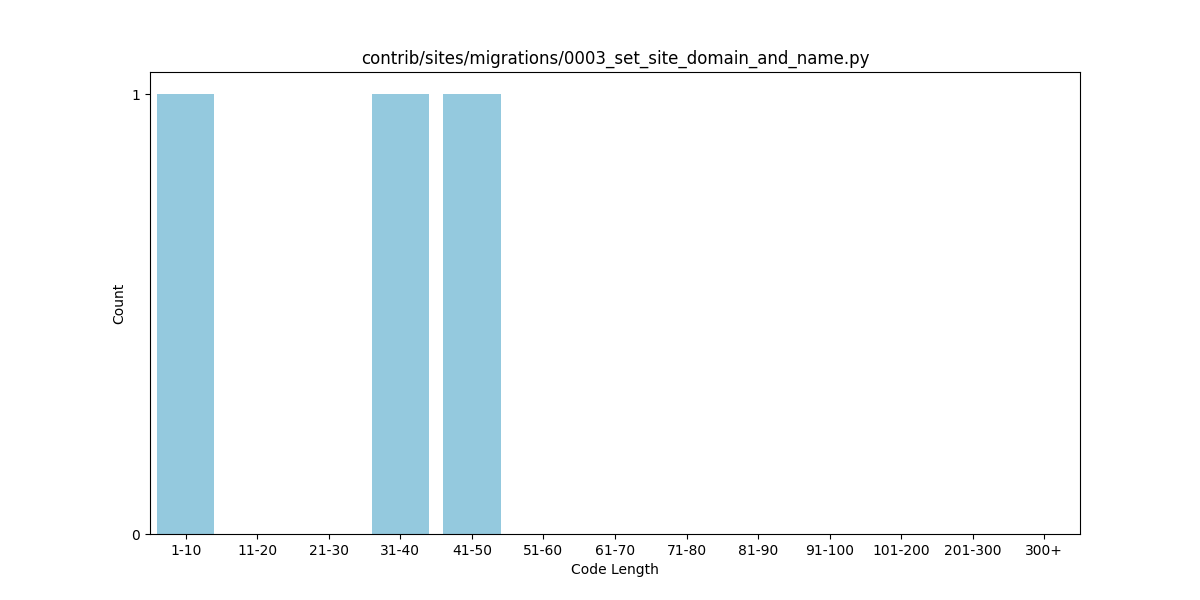 contrib/sites/migrations/0003_set_site_domain_and_name.py
1
Count
0
1-10 11-20 21-30 31-40 41-50 51-60 61-70 71-80 81-90 91-100 101-200 201-300 300+
Code Length